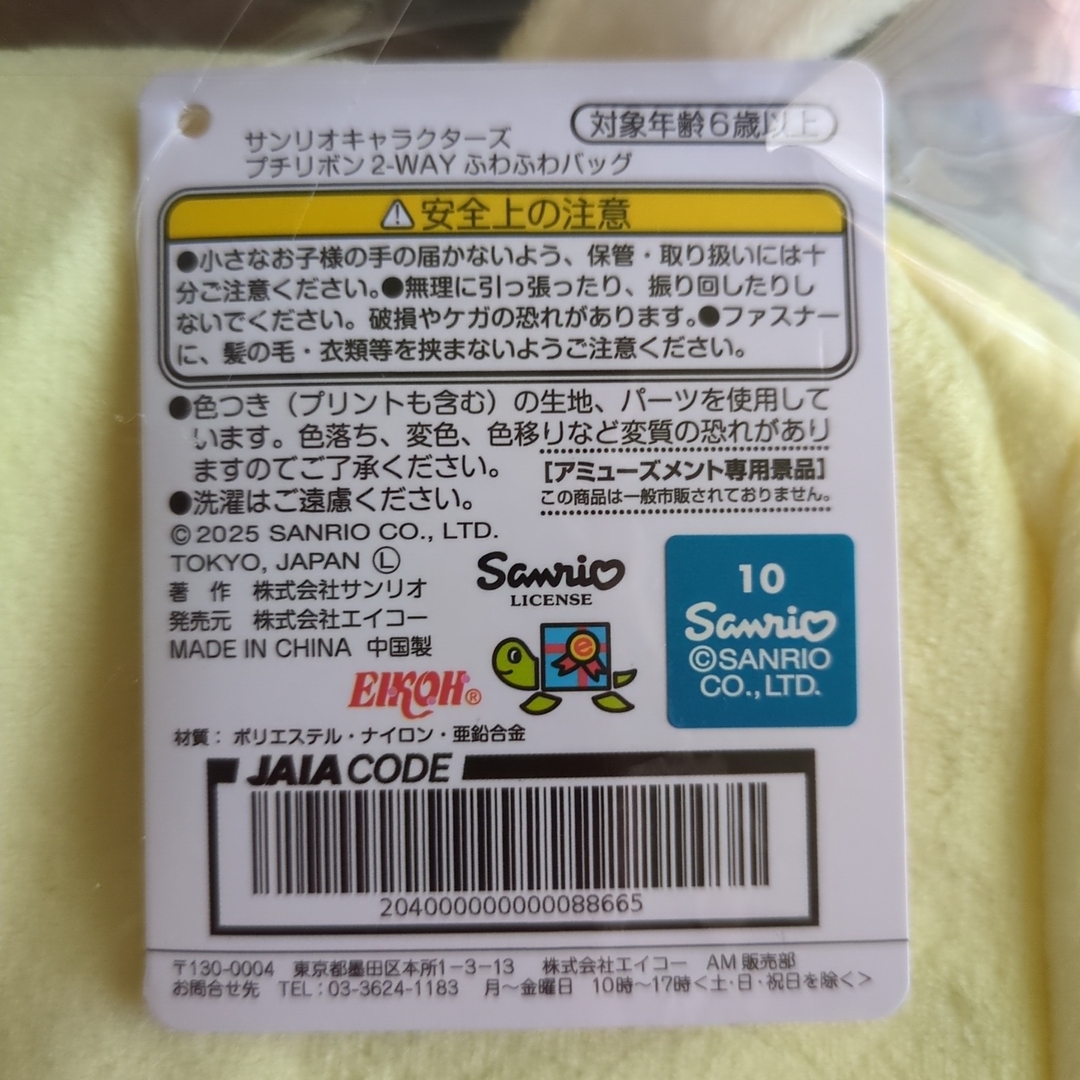 対象年齢6歳以上
サンリオキャラクターズ
プチリボン 2-WAY ふわふわバッグ
⚠安全上の注意
●小さなお子様の手の届かないよう、保管・取り扱いには十
分ご注意ください。●無理に引っ張ったり、振り回したりし
ないでください。破損やケガの恐れがあります。●ファスナー
に、髪の毛・衣類等を挟まないようご注意ください。
●色つき（プリントも含む）の生地、パーツを使用して
います。色落ち、変色、色移りなど変質の恐れがあり
ますのでご了承ください。
●洗濯はご遠慮ください。
［アミューズメント専用景品］
この商品は一般市販されておりません。
©2025 SANRIO CO., LTD.
TOKYO, JAPAN Ⓛ
著 作 株式会社サンリオ
発売元 株式会社エイコー
MADE IN CHINA 中国製
Sanrio
LICENSE
e
EIKOH®
10
Sanrio
©SANRIO
CO., LTD.
材質：ポリエステル・ナイロン・亜鉛合金
JAIA CODE
204000000000088665
〒130-0004 東京都墨田区本所1-3-13 株式会社エイコー AM販売部
お問合せ先 TEL：03-3624-1183 月〜金曜日 10時〜17時＜土・日・祝日を除く＞